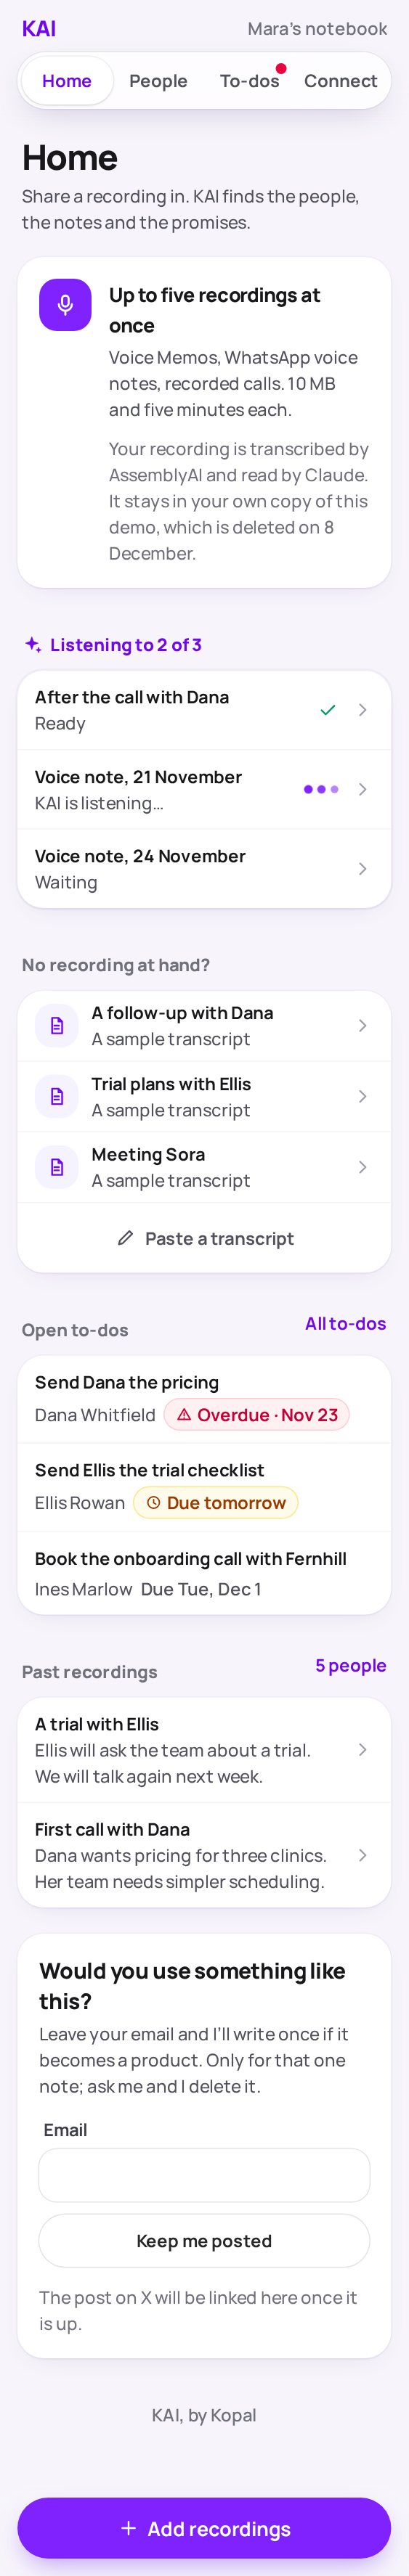 KAI
Mara's notebook
Home
People
To-dos
Connect
Home
Share a recording in. KAI finds the people,
the notes and the promises.
Up to five recordings at
once
Voice Memos, WhatsApp voice
notes, recorded calls. 10 MB
and five minutes each.
Your recording is transcribed by
AssemblyAI and read by Claude.
It stays in your own copy of this
demo, which is deleted on 8
December.
Listening to 2 of 3
After the call with Dana
Ready
Voice note, 21 November
KAI is listening…
Voice note, 24 November
Waiting
No recording at hand?
A follow-up with Dana
A sample transcript
Trial plans with Ellis
A sample transcript
Meeting Sora
A sample transcript
Paste a transcript
Open to-dos
All to-dos
Send Dana the pricing
Dana Whitfield Overdue · Nov 23
Send Ellis the trial checklist
Ellis Rowan Due tomorrow
Book the onboarding call with Fernhill
Ines Marlow Due Tue, Dec 1
Past recordings
5 people
A trial with Ellis
Ellis will ask the team about a trial.
We will talk again next week.
First call with Dana
Dana wants pricing for three clinics.
Her team needs simpler scheduling.
Would you use something like
this?
Leave your email and I'll write once if it
becomes a product. Only for that one
note; ask me and I delete it.
Email
Keep me posted
The post on X will be linked here once it
is up.
KAI, by Kopal
Add recordings